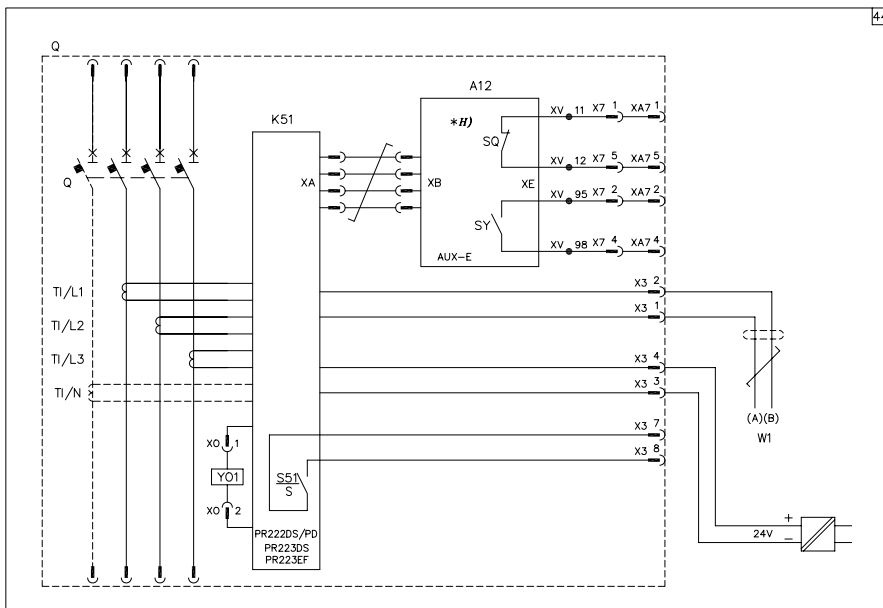 44
Q
A12
K51
*H)
XV 11 X7 1 XA7 1
SQ
XV 12 X7 5 XA7 5
XA
XB
XE
Q
XV 95 X7 2 XA7 2
SY
XV 98 X7 4 XA7 4
AUX-E
TI/L1
X3 2
X3 1
TI/L2
TI/L3
X3 4
TI/N
X3 3
(A)(B)
W1
X3 7
XO 1
X3 8
YO1
S51
S
XO 2
PR222DS/PD
PR223DS
PR223EF
+
24V
−